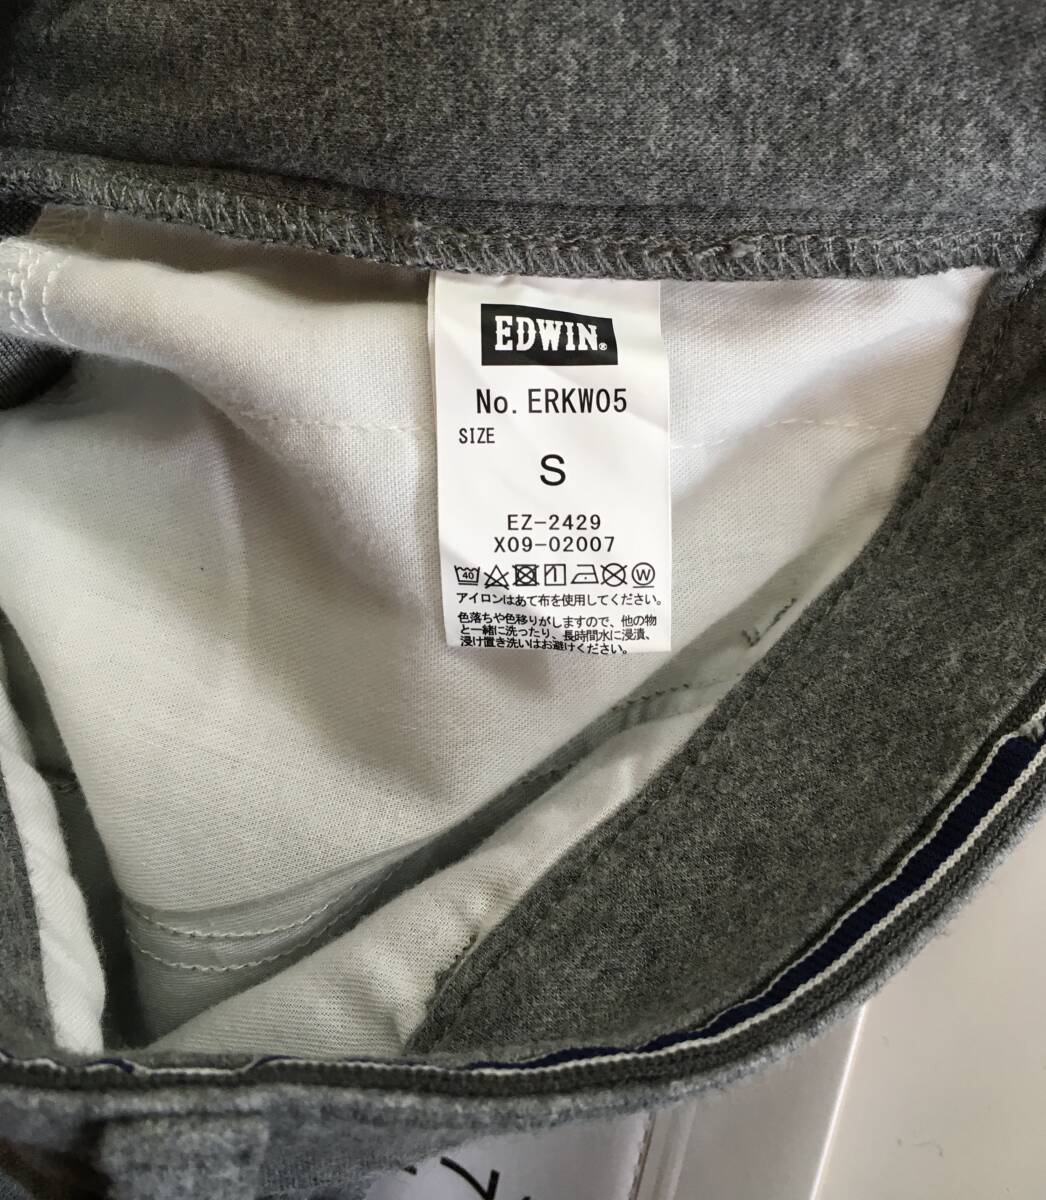 EDWIN®
No. ERKW05
SIZE
S
EZ-2429
X09-02007
40 1 W
アイロンはあて布を使用してください。
色落ちや色移りがしますので、他の物
と一緒に洗ったり、長時間水に浸漬、
浸け置き洗いはお避けください。